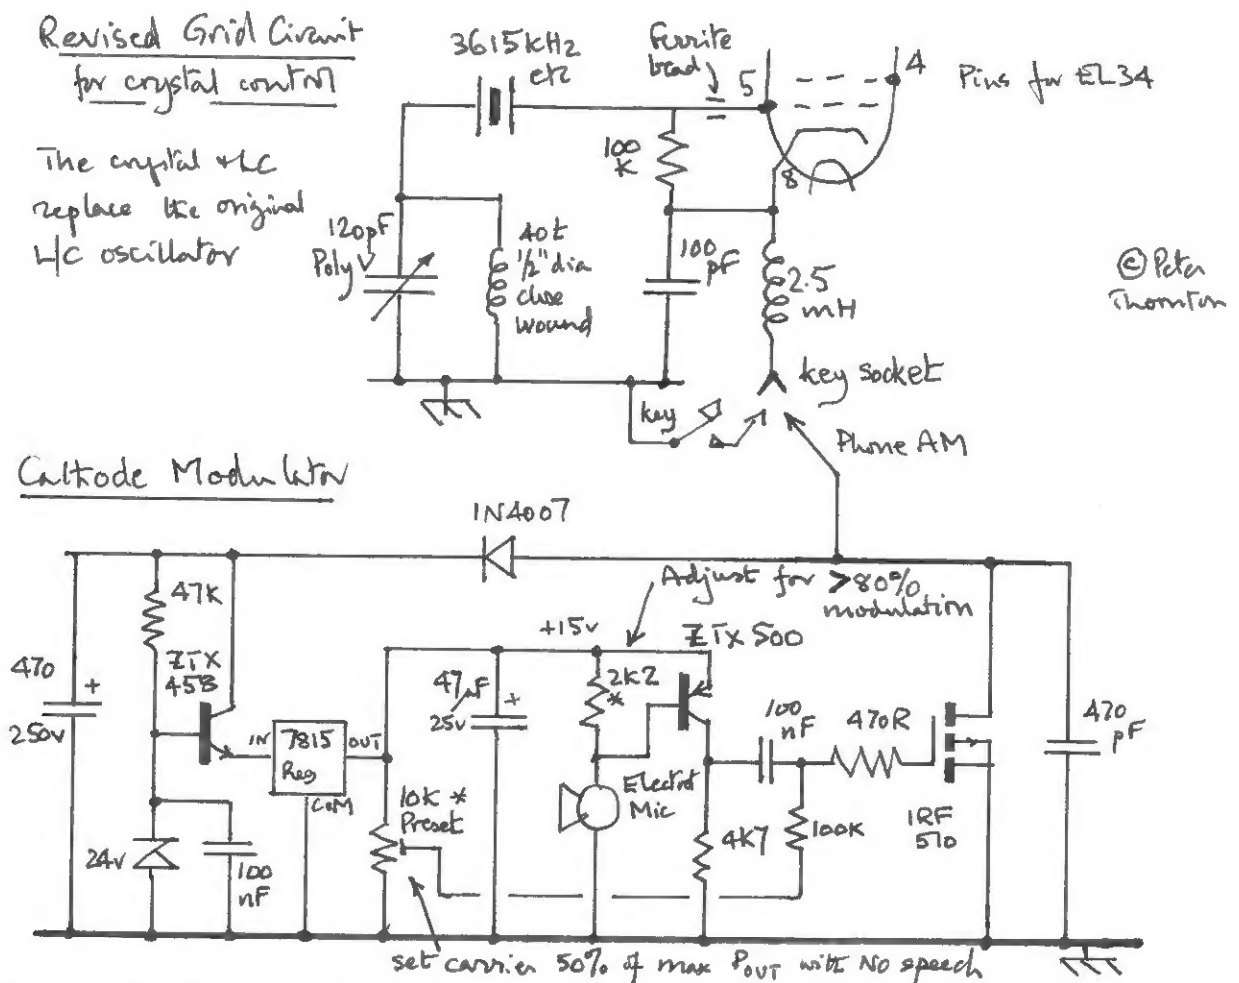 Revised Grid Circuit
for crystal control
The crystal + LC
replace the original
L/C oscillator
3615kHz
etc
Ferrite
bead
5
4
Pins for EL34
100
K
8
120pF
Poly
40t
1/2" dia
close
wound
100
pF
2.5
mH
© Peter
Thornton
key socket
key
Phone AM
Cathode Modulator
1N4007
Adjust for >80%
modulation
47K
+15v
ZTX 500
470
+
250v
ZTX
458
IN
7815
Reg
OUT
COM
47µF
25v
+
2K2
*
100
nF
470R
470
pF
10K *
Preset
Electret
Mic
24v
100
nF
4K7
100K
IRF
510
set carrier 50% of max POUT with NO speech